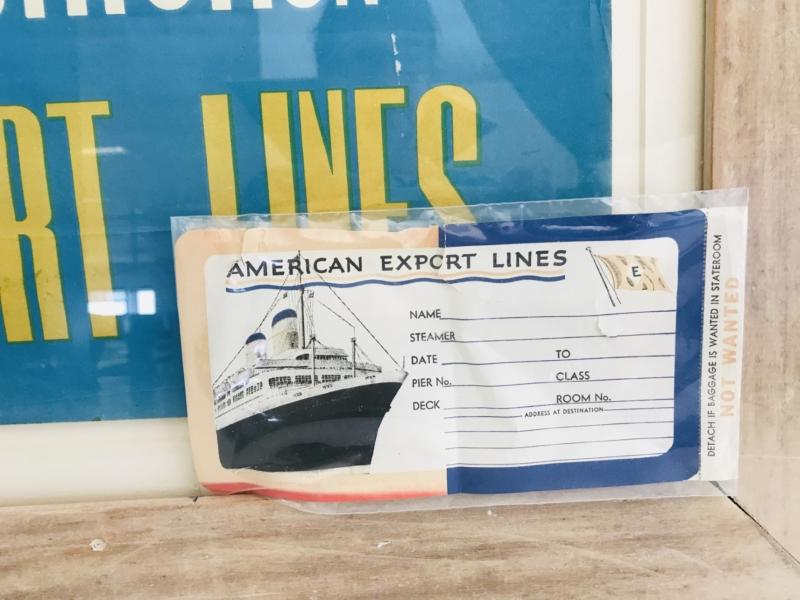 RT LINES
AMERICAN EXPORT LINES
E
NAME
STEAMER
DATE TO
PIER No. CLASS
DECK ROOM No.
ADDRESS AT DESTINATION
DETACH IF BAGGAGE IS WANTED IN STATEROOM
NOT WANTED